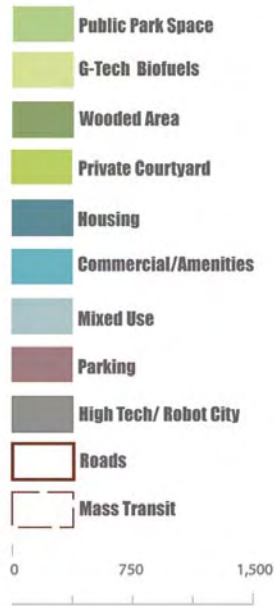 Public Park Space
G-Tech Biofuels
Wooded Area
Private Courtyard
Housing
Commercial/Amenities
Mixed Use
Parking
High Tech/ Robot City
Roads
Mass Transit
0 750 1,500